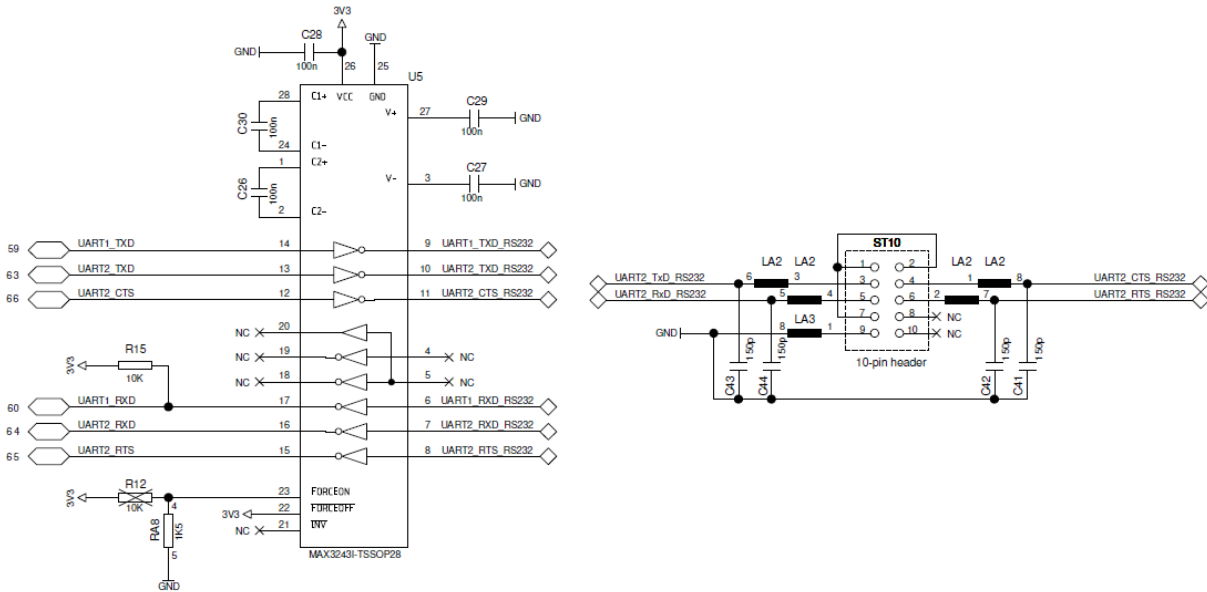 3V3
C28
GND
GND
100n
26
25
U5
28
C1+
VCC
GND
V+
27
C29
100n
GND
C30
100n
24
C1-
1
C2+
V-
3
C27
100n
GND
C26
100n
2
C2-
59
UART1_TXD
14
9
UART1_TXD_RS232
63
UART2_TXD
13
10
UART2_TXD_RS232
66
UART2_CTS
12
11
UART2_CTS_RS232
NC
20
NC
19
4
NC
NC
18
5
NC
3V3
R15
10K
60
UART1_RXD
17
6
UART1_RXD_RS232
64
UART2_RXD
16
7
UART2_RXD_RS232
65
UART2_RTS
15
8
UART2_RTS_RS232
3V3
R12
10K
23
FORCEON
4
3V3
22
FORCEOFF
NC
21
INV
RA8
1K5
5
GND
MAX3243I-TSSOP28
ST10
1
2
UART2_TxD_RS232
6
LA2
LA2
3
3
4
LA2
LA2
1
8
UART2_CTS_RS232
UART2_RxD_RS232
5
4
5
6
2
7
UART2_RTS_RS232
7
8
NC
GND
8
LA3
1
9
10
NC
10-pin header
C43
150p
C44
150p
C42
150p
C41
150p